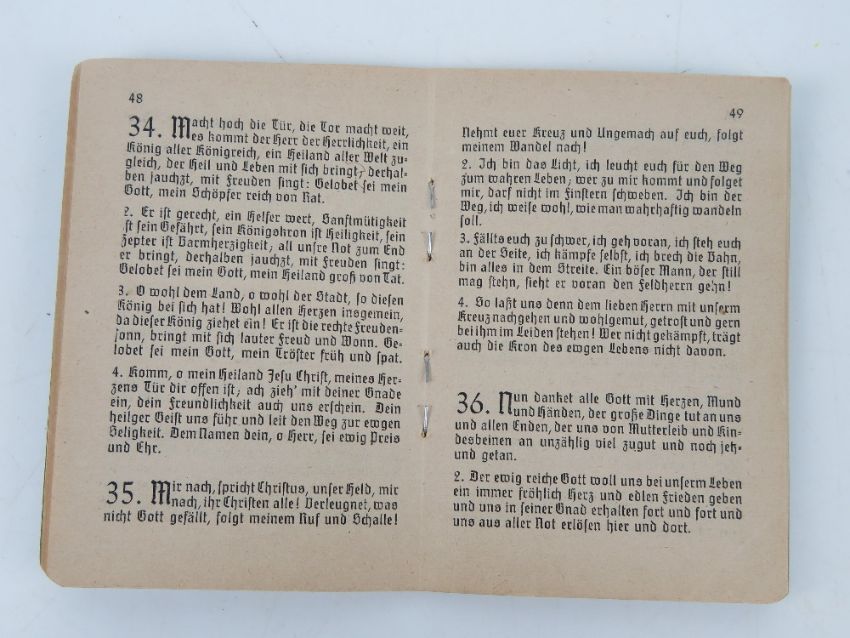 48
34. Macht hoch die Tür, die Tor macht weit,
es kommt der Herr der Herrlichkeit, ein
König aller Königreich, ein Heiland aller Welt zu-
gleich, der Heil und Leben mit sich bringt; derhal-
ben jauchzt, mit Freuden singt: Gelobet sei mein
Gott, mein Schöpfer reich von Rat.
2. Er ist gerecht, ein Helfer wert, Sanftmütigkeit
ist sein Gefährt, sein Königskron ist Heiligkeit, sein
Zepter ist Barmherzigkeit; all unsre Not zum End
er bringt, derhalben jauchzt, mit Freuden singt:
Gelobet sei mein Gott, mein Heiland groß von Tat.
3. O wohl dem Land, o wohl der Stadt, so diesen
König bei sich hat! Wohl allen Herzen insgemein,
da dieser König ziehet ein! Er ist die rechte Freuden-
sonn, bringt mit sich lauter Freud und Wonn. Ge-
lobet sei mein Gott, mein Tröster früh und spat.
4. Komm, o mein Heiland Jesu Christ, meines Her-
zens Tür dir offen ist; ach zieh' mit deiner Gnade
ein, dein Freundlichkeit auch uns erschein. Dein
heilger Geist uns führ und leit den Weg zur ewgen
Seligkeit. Dem Namen dein, o Herr, sei ewig Preis
und Ehr.
35. Mir nach, spricht Christus, unser Held, mir
nach, ihr Christen alle! Verleugnet, was
nicht Gott gefällt, folgt meinem Ruf und Schalle!
49
Nehmt euer Kreuz und Ungemach auf euch, folgt
meinem Wandel nach!
2. Ich bin das Licht, ich leucht euch für den Weg
zum wahren Leben; wer zu mir kommt und folget
mir, darf nicht im Finstern schweben. Ich bin der
Weg, ich weise wohl, wie man wahrhaftig wandeln
soll.
3. Fällts euch zu schwer, ich geh voran, ich steh euch
an der Seite, ich kämpfe selbst, ich brech die Bahn,
bin alles in dem Streite. Ein böser Mann, der still
mag stehn, sieht er voran den Feldherrn gehn!
4. So laßt uns denn dem lieben Herrn mit unserm
Kreuz nachgehen und wohlgemut, getrost und gern
bei ihm im Leiden stehen! Wer nicht gekämpft, trägt
auch die Kron des ewgen Lebens nicht davon.
36. Nun danket alle Gott mit Herzen, Mund
und Händen, der große Dinge tut an uns
und allen Enden, der uns von Mutterleib und Kin-
desbeinen an unzählig viel zugut und noch jetz-
und getan.
2. Der ewig reiche Gott woll uns bei unserm Leben
ein immer fröhlich Herz und edlen Frieden geben
und uns in seiner Gnad erhalten fort und fort und
uns aus aller Not erlösen hier und dort.